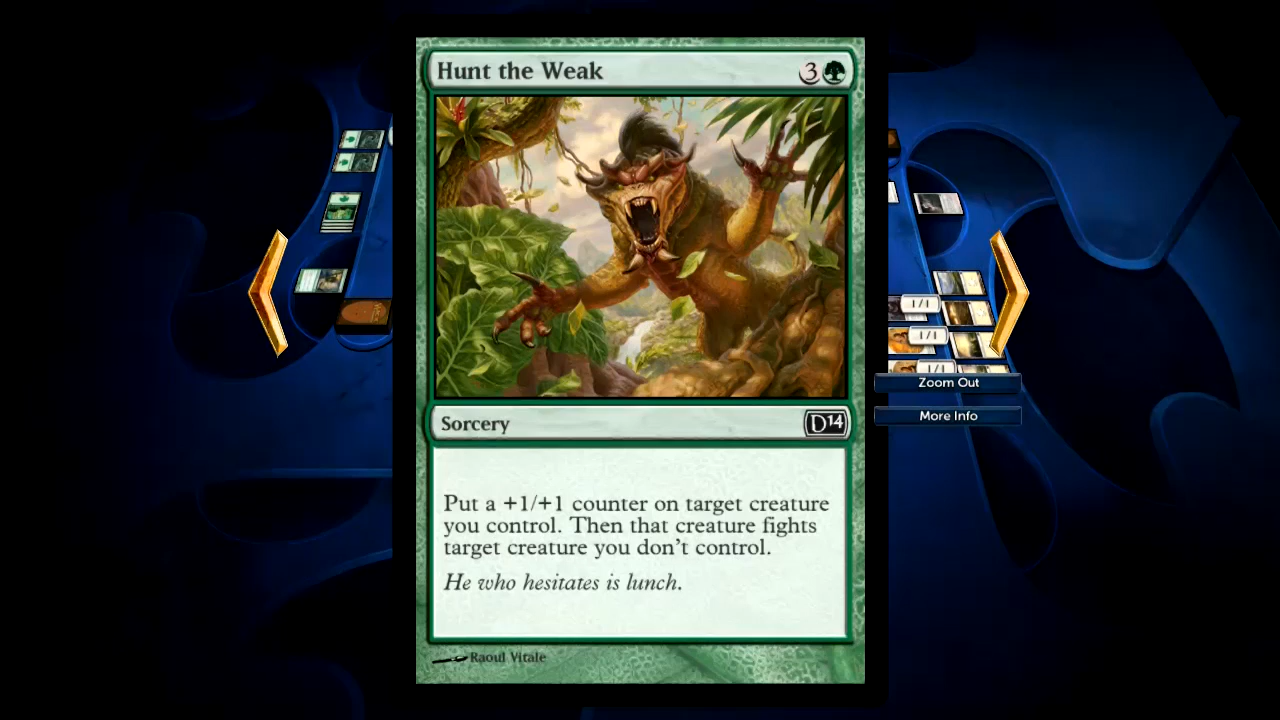 Hunt the Weak 3
Sorcery D14
Put a +1/+1 counter on target creature
you control. Then that creature fights
target creature you don't control.
He who hesitates is lunch.
Raoul Vitale
1/1
1/1
1/1
Zoom Out
More Info